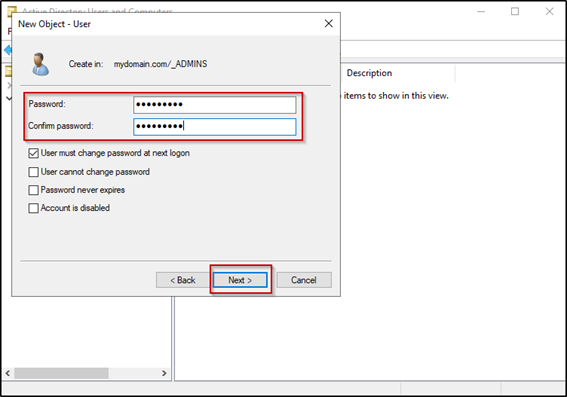 Active Directory Users and Computers
New Object - User
Create in: mydomain.com/_ADMINS
Password: ●●●●●●●●●
Confirm password: ●●●●●●●●●
User must change password at next logon
User cannot change password
Password never expires
Account is disabled
< Back Next > Cancel
Description
items to show in this view.